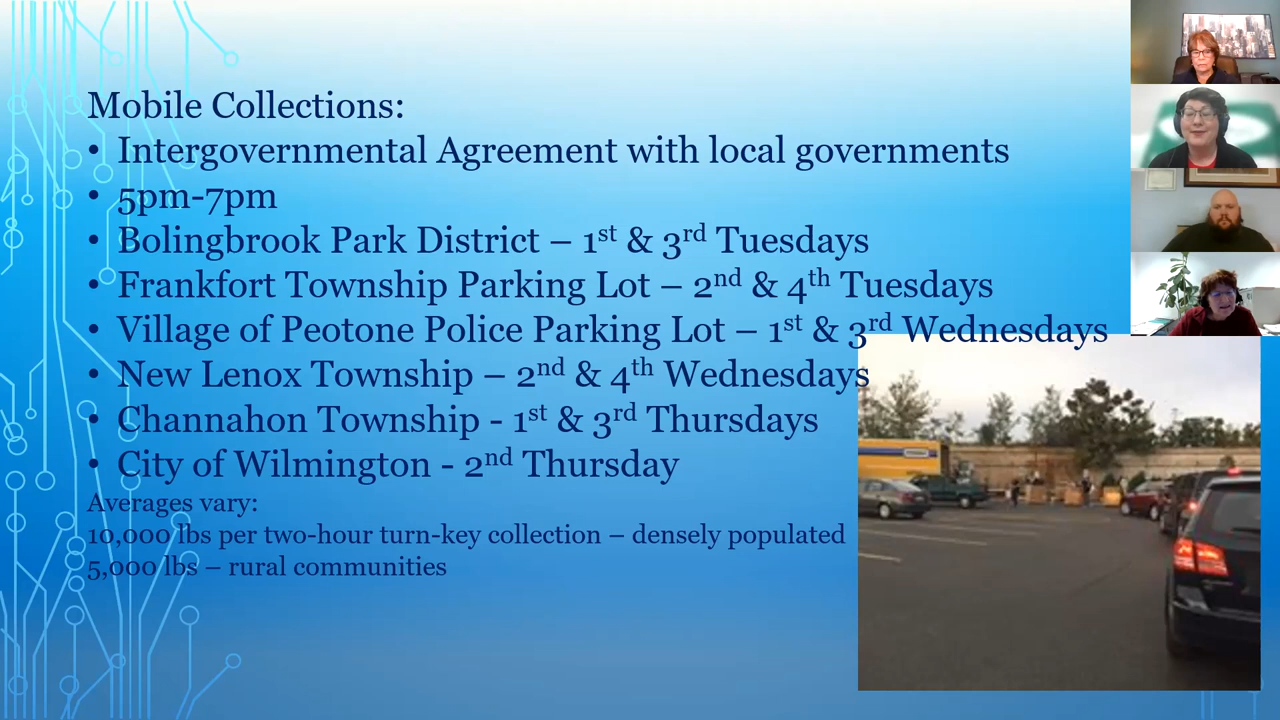 Mobile Collections:
• Intergovernmental Agreement with local governments
• 5pm-7pm
• Bolingbrook Park District – 1st & 3rd Tuesdays
• Frankfort Township Parking Lot – 2nd & 4th Tuesdays
• Village of Peotone Police Parking Lot – 1st & 3rd Wednesdays
• New Lenox Township – 2nd & 4th Wednesdays
• Channahon Township - 1st & 3rd Thursdays
• City of Wilmington - 2nd Thursday
Averages vary:
10,000 lbs per two-hour turn-key collection – densely populated
5,000 lbs – rural communities